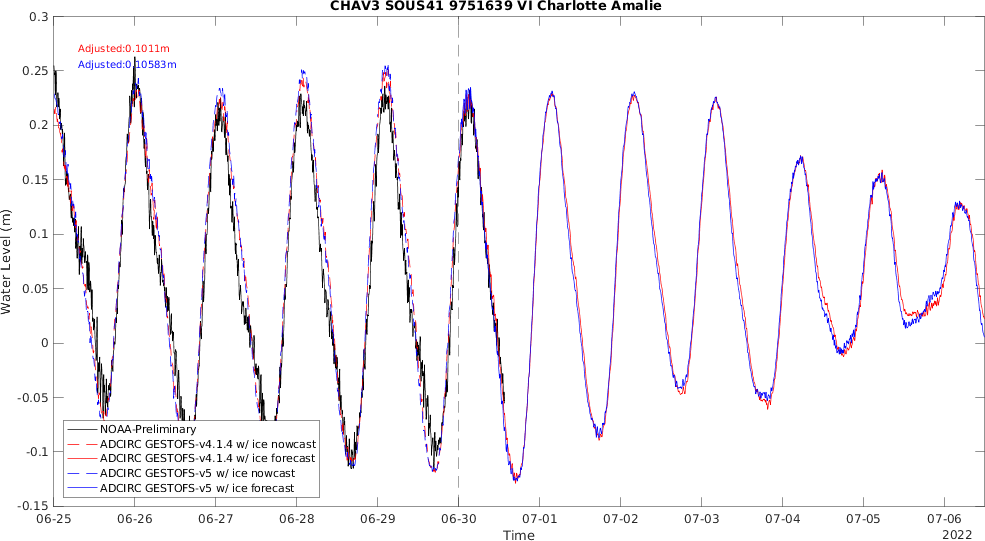 CHAV3 SOUS41 9751639 VI Charlotte Amalie
0.3
0.25
0.2
0.15
0.1
0.05
0
-0.05
-0.1
-0.15
Water Level (m)
Adjusted:0.1011m
Adjusted:0.10583m
NOAA-Preliminary
ADCIRC GESTOFS-v4.1.4 w/ ice nowcast
ADCIRC GESTOFS-v4.1.4 w/ ice forecast
ADCIRC GESTOFS-v5 w/ ice nowcast
ADCIRC GESTOFS-v5 w/ ice forecast
06-25 06-26 06-27 06-28 06-29 06-30 07-01 07-02 07-03 07-04 07-05 07-06
Time
2022